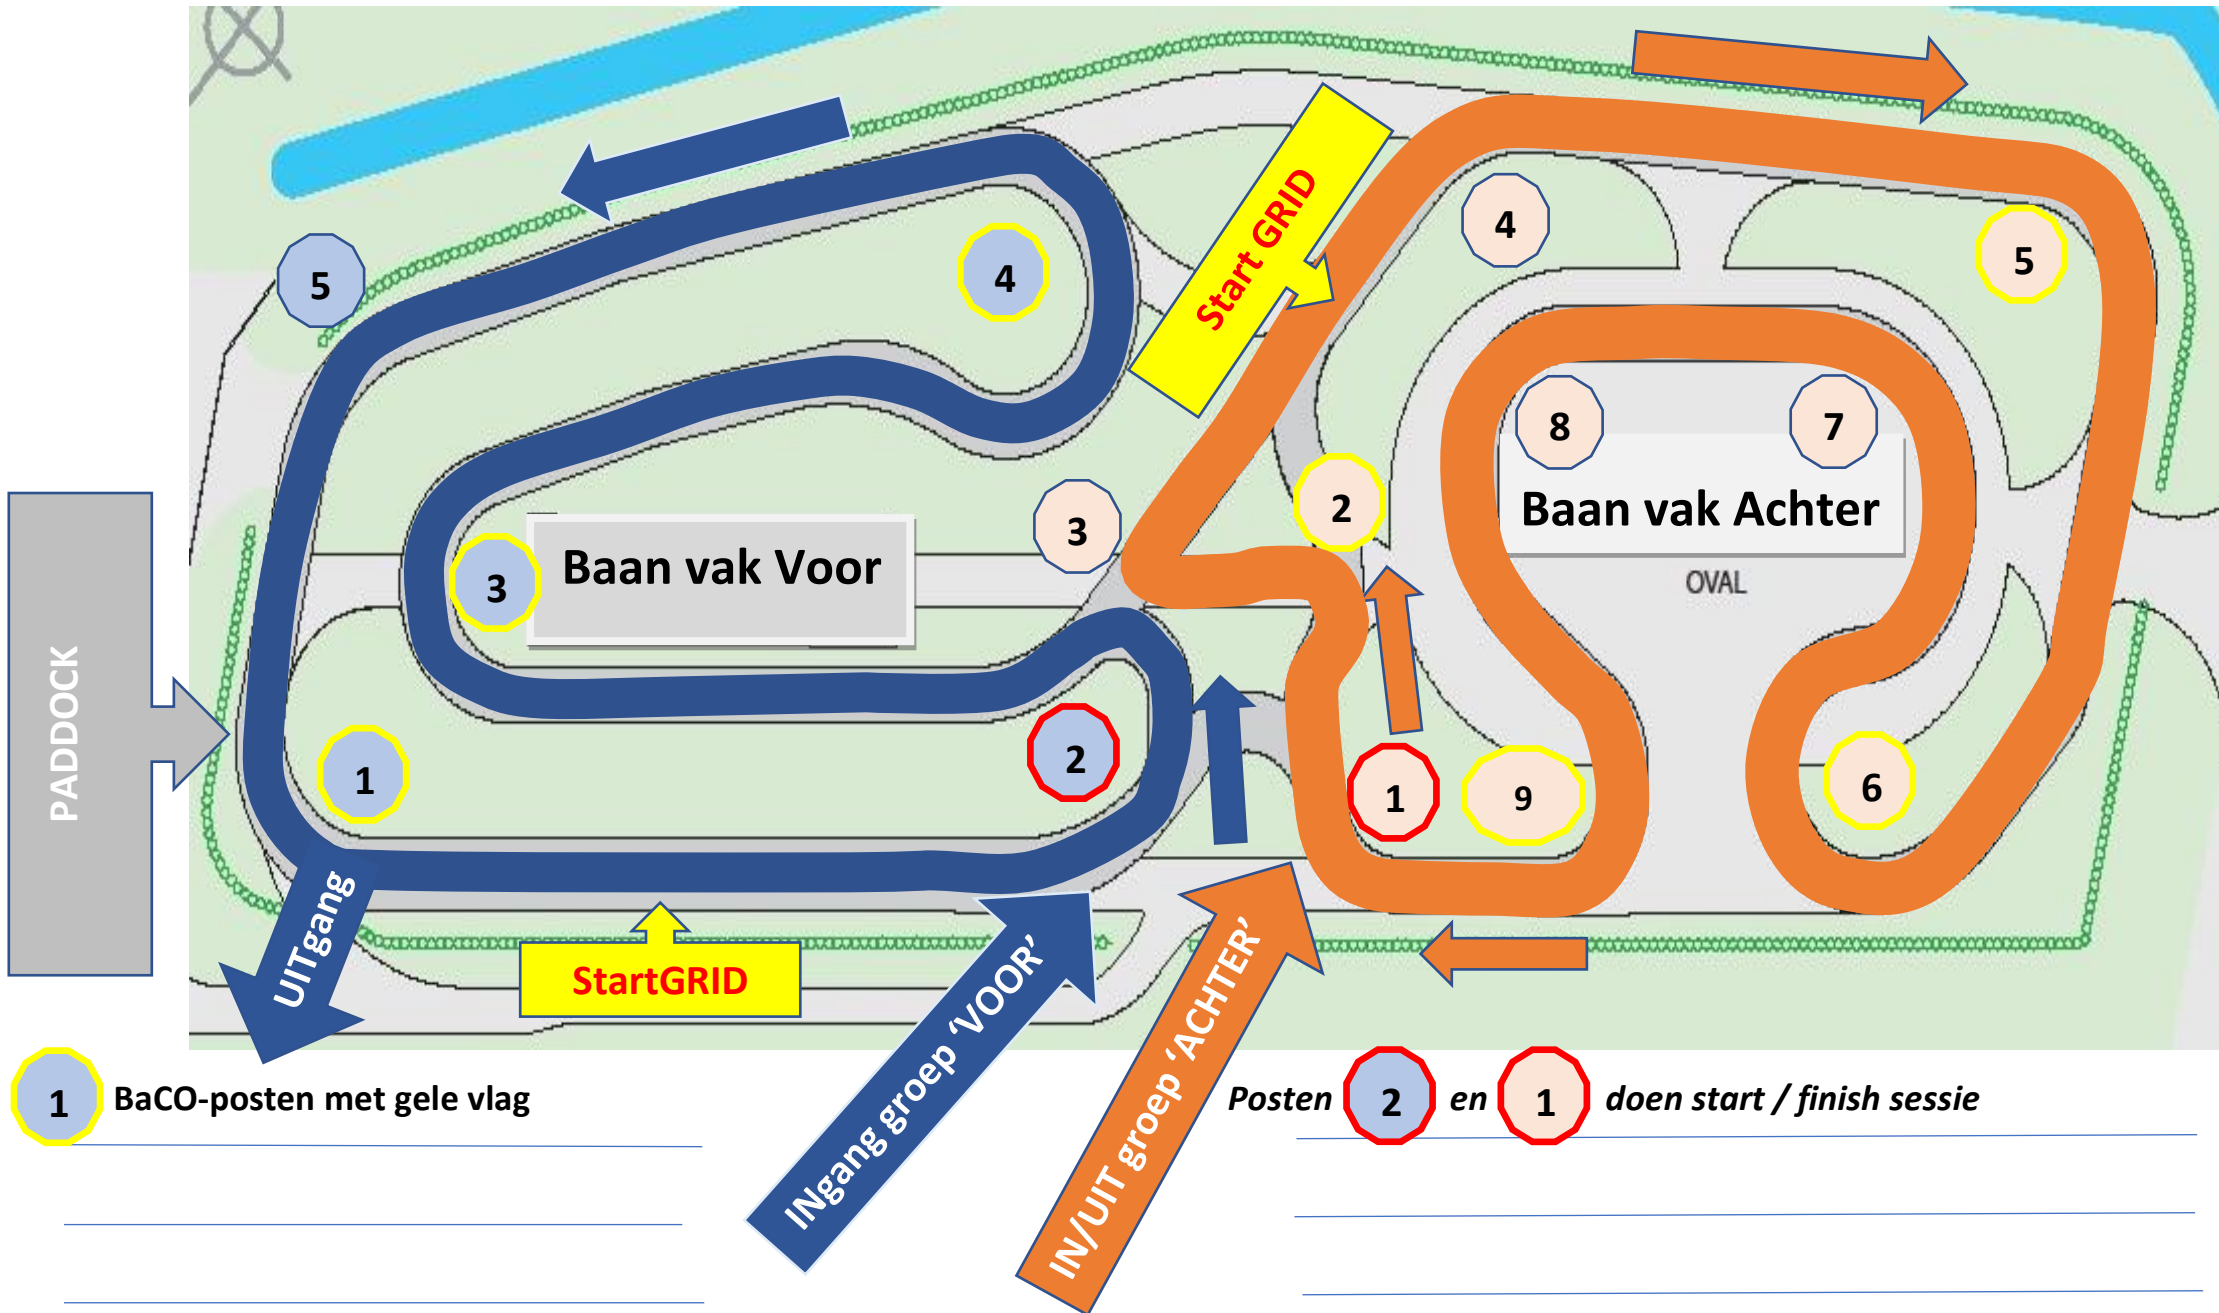 Start GRID
4
5
5
4
8
7
2
Baan vak Achter
3
Baan vak Voor
3
OVAL
PADDOCK
1
2
1
9
6
UITgang
StartGRID
INgang groep ‘VOOR’
IN/UIT groep ‘ACHTER’
1 BaCO-posten met gele vlag
Posten 2 en 1 doen start / finish sessie